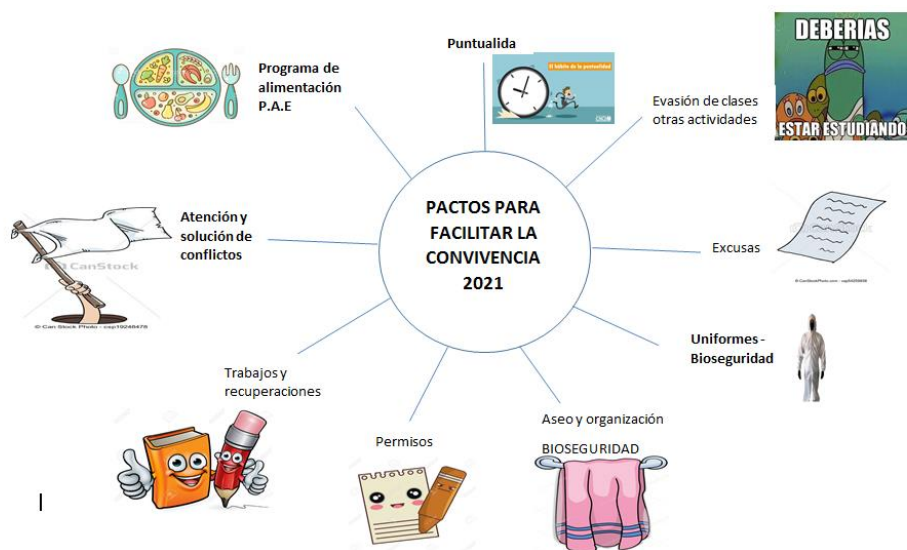 Puntualida
El hábito de la puntualidad
DEBERIAS
ESTAR ESTUDIANDO
Programa de
alimentación
P.A.E
Evasión de clases
otras actividades
PACTOS PARA
FACILITAR LA
CONVIVENCIA
2021
Atención y
solución de
conflictos
CanStock
© Can Stock Photo - csp19248478
Excusas
Uniformes -
Bioseguridad
Trabajos y
recuperaciones
Permisos
Aseo y organización
BIOSEGURIDAD